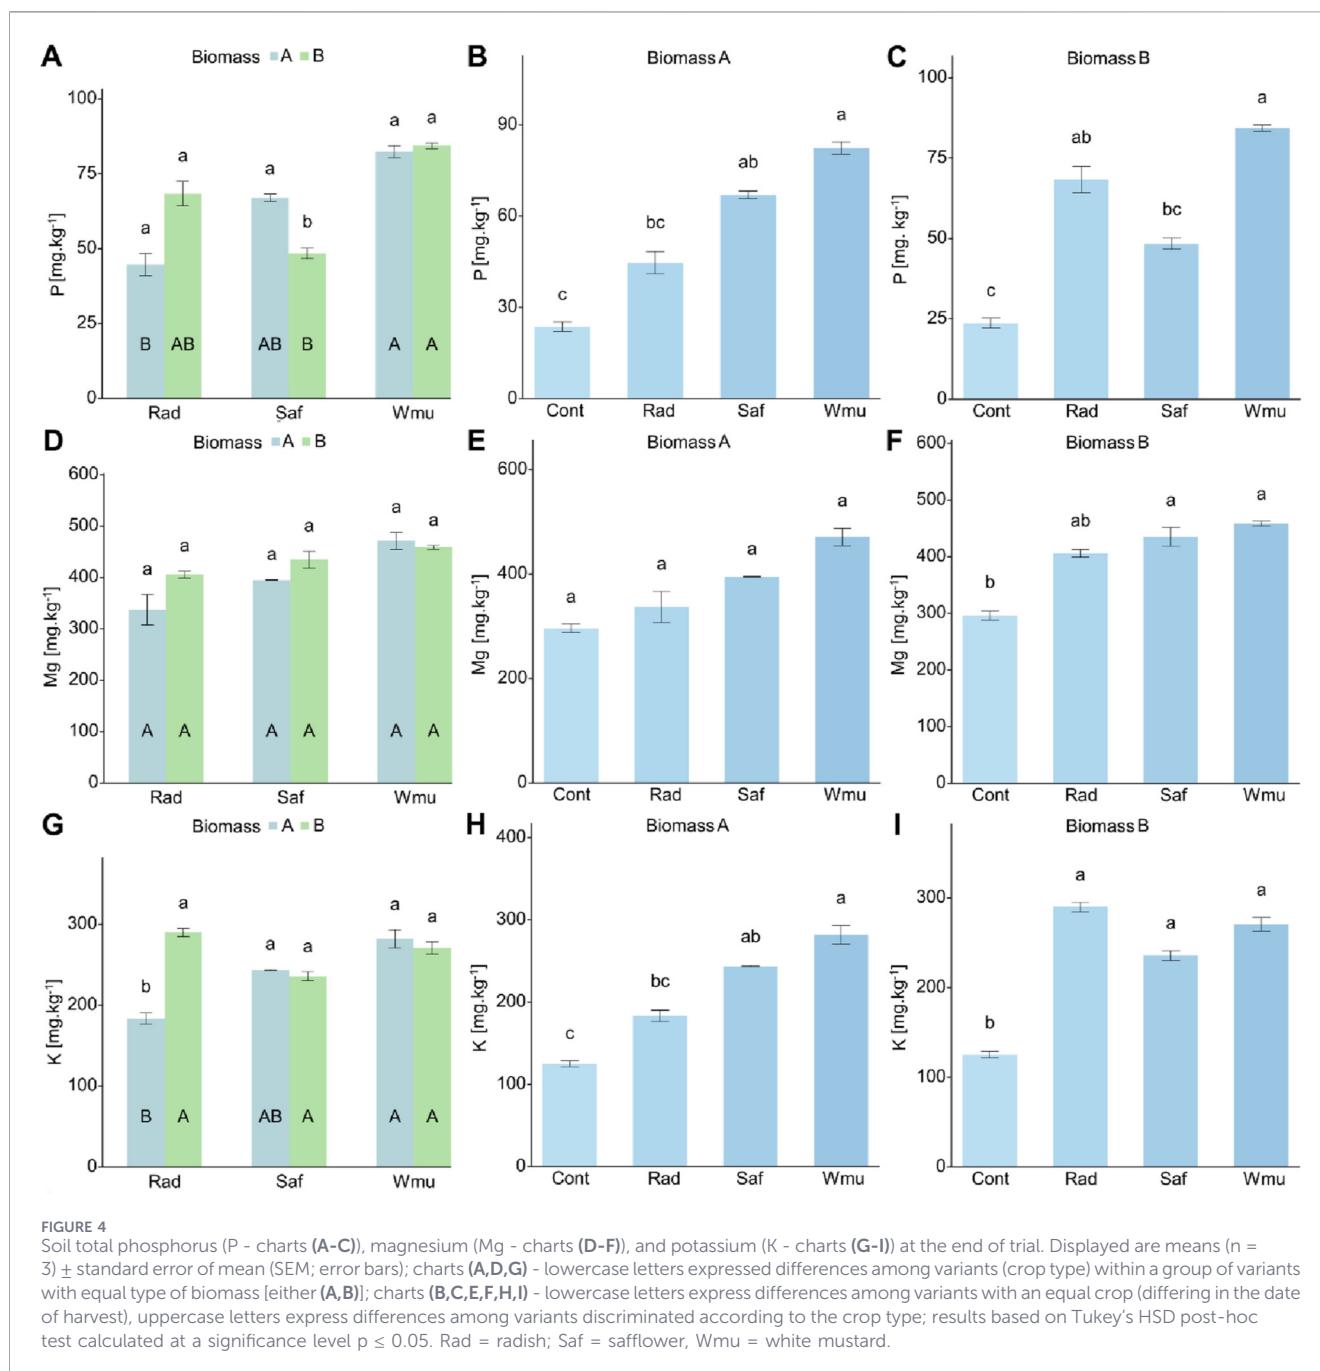 A
Biomass A B
P [mg.kg-1]
100
75
50
25
0
a
a
a
b
a
a
B
AB
AB
B
A
A
Rad
Saf
Wmu
B
Biomass A
P [mg.kg-1]
90
60
30
0
c
bc
ab
a
Cont
Rad
Saf
Wmu
C
Biomass B
P [mg. kg-1]
100
75
50
25
0
c
ab
bc
a
Cont
Rad
Saf
Wmu
D
Biomass A B
Mg [mg.kg-1]
600
500
400
300
200
100
0
a
a
a
a
a
a
A
A
A
A
A
A
Rad
Saf
Wmu
E
Biomass A
Mg [mg.kg-1]
600
400
200
0
a
a
a
a
Cont
Rad
Saf
Wmu
F
Biomass B
Mg [mg.kg-1]
600
500
400
300
200
100
0
b
ab
a
a
Cont
Rad
Saf
Wmu
G
Biomass A B
K [mg.kg-1]
300
200
100
0
b
a
a
a
a
a
B
A
AB
A
A
A
Rad
Saf
Wmu
H
Biomass A
K [mg.kg-1]
400
300
200
100
0
c
bc
ab
a
Cont
Rad
Saf
Wmu
I
Biomass B
K [mg.kg-1]
300
200
100
0
b
a
a
a
Cont
Rad
Saf
Wmu
FIGURE 4
Soil total phosphorus (P - charts (A-C)), magnesium (Mg - charts (D-F)), and potassium (K - charts (G-I)) at the end of trial. Displayed are means (n =
3) ± standard error of mean (SEM; error bars); charts (A,D,G) - lowercase letters expressed differences among variants (crop type) within a group of variants
with equal type of biomass [either (A,B)]; charts (B,C,E,F,H,I) - lowercase letters express differences among variants with an equal crop (differing in the date
of harvest), uppercase letters express differences among variants discriminated according to the crop type; results based on Tukey's HSD post-hoc
test calculated at a significance level p ≤ 0.05. Rad = radish; Saf = safflower, Wmu = white mustard.